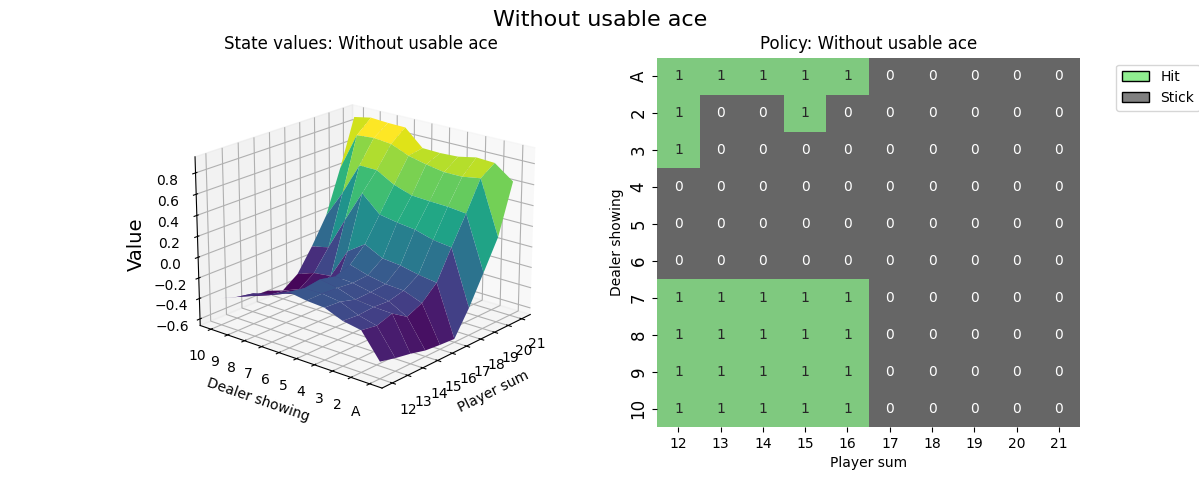 Without usable ace
State values: Without usable ace
Value
0.8
0.6
0.4
0.2
0.0
−0.2
−0.4
−0.6
10 9 8 7 6 5 4 3 2 A
Dealer showing
12 13 14 15 16 17 18 19 20 21
Player sum
Policy: Without usable ace
Dealer showing
A 1 1 1 1 1 0 0 0 0 0
2 1 0 0 1 0 0 0 0 0 0
3 1 0 0 0 0 0 0 0 0 0
4 0 0 0 0 0 0 0 0 0 0
5 0 0 0 0 0 0 0 0 0 0
6 0 0 0 0 0 0 0 0 0 0
7 1 1 1 1 1 0 0 0 0 0
8 1 1 1 1 1 0 0 0 0 0
9 1 1 1 1 1 0 0 0 0 0
10 1 1 1 1 1 0 0 0 0 0
12 13 14 15 16 17 18 19 20 21
Player sum
Hit
Stick